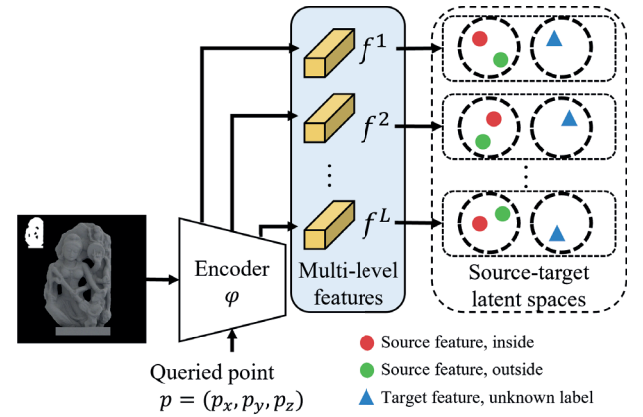 f¹
f²
⋮
f^L
Multi-level
features
⋮
Source-target
latent spaces
Encoder
φ
Queried point
p = (pₓ, p_y, p_z)
Source feature, inside
Source feature, outside
Target feature, unknown label